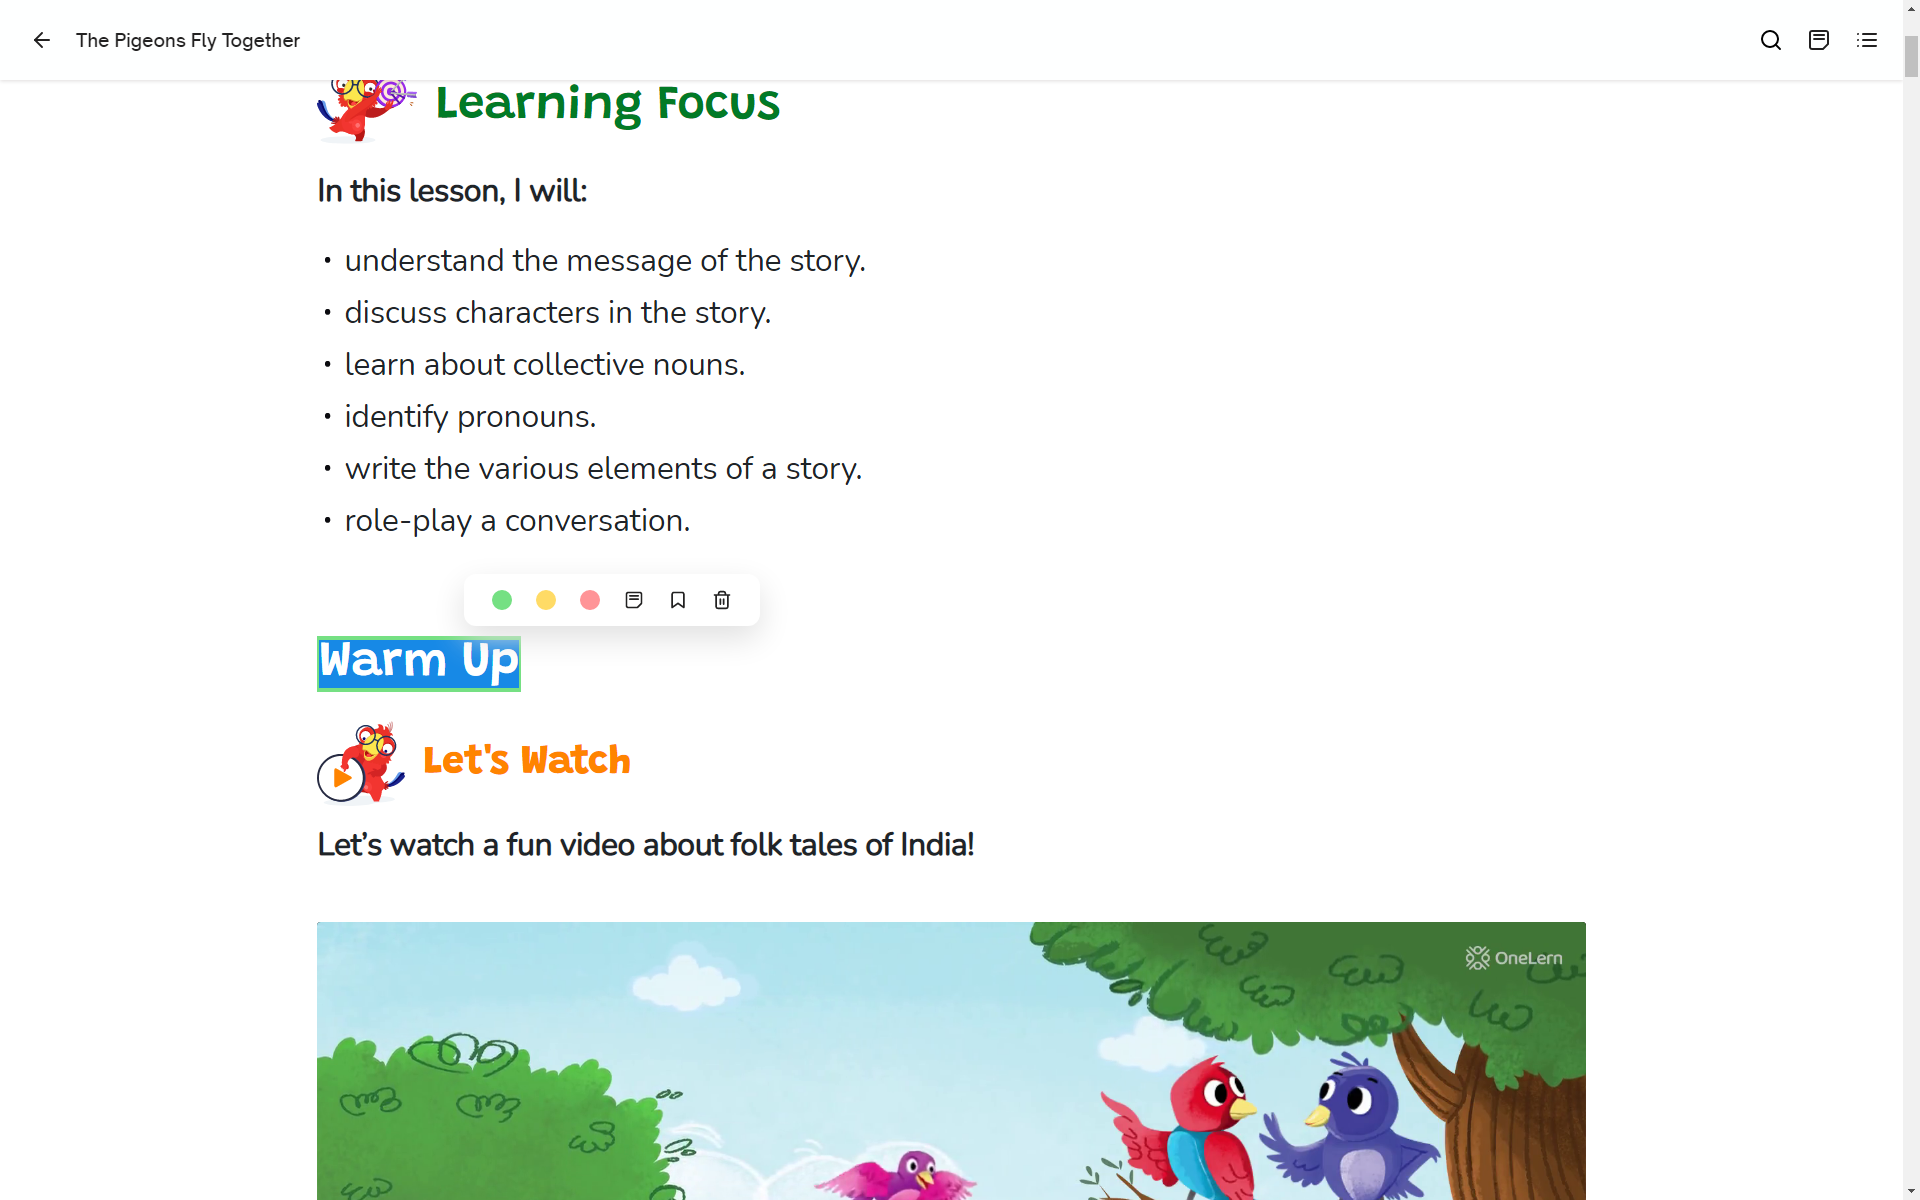 The Pigeons Fly Together
Learning Focus
In this lesson, I will:
• understand the message of the story.
• discuss characters in the story.
• learn about collective nouns.
• identify pronouns.
• write the various elements of a story.
• role-play a conversation.
Warm Up
Let's Watch
Let’s watch a fun video about folk tales of India!
OneLern